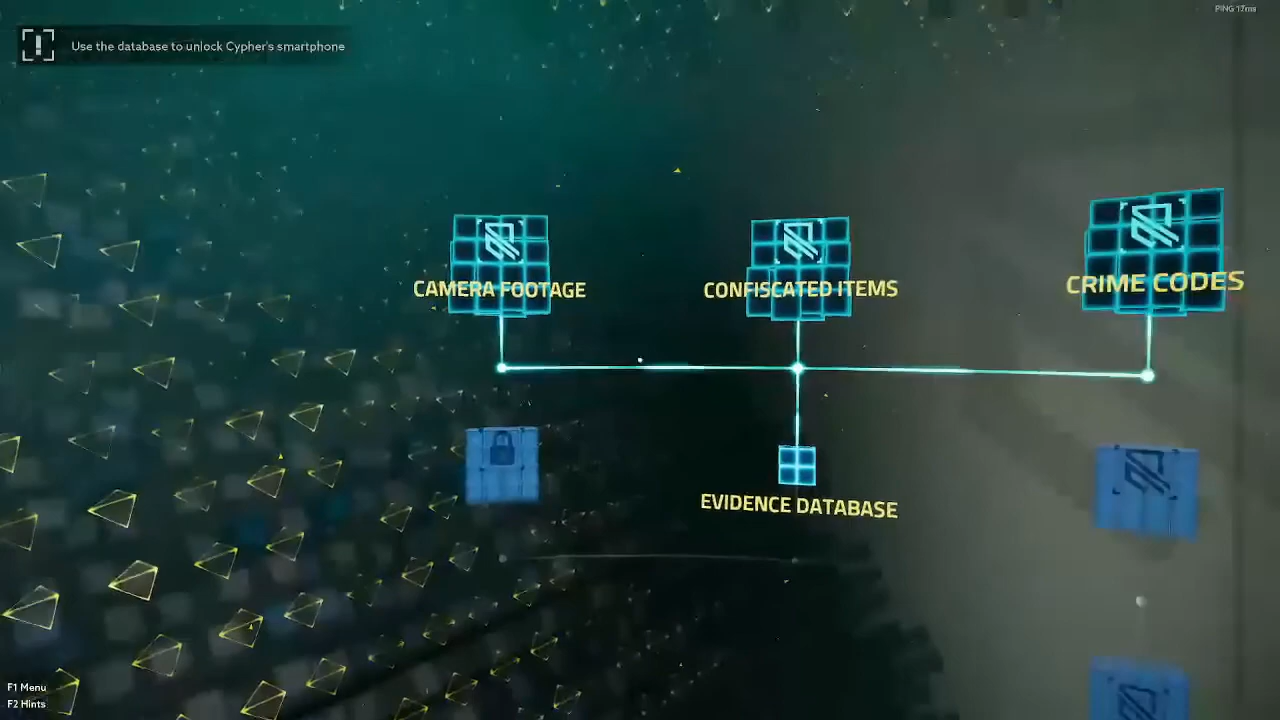 PING 17ms
Use the database to unlock Cypher's smartphone
CAMERA FOOTAGE
CONFISCATED ITEMS
CRIME CODES
EVIDENCE DATABASE
F1 Menu
F2 Hints